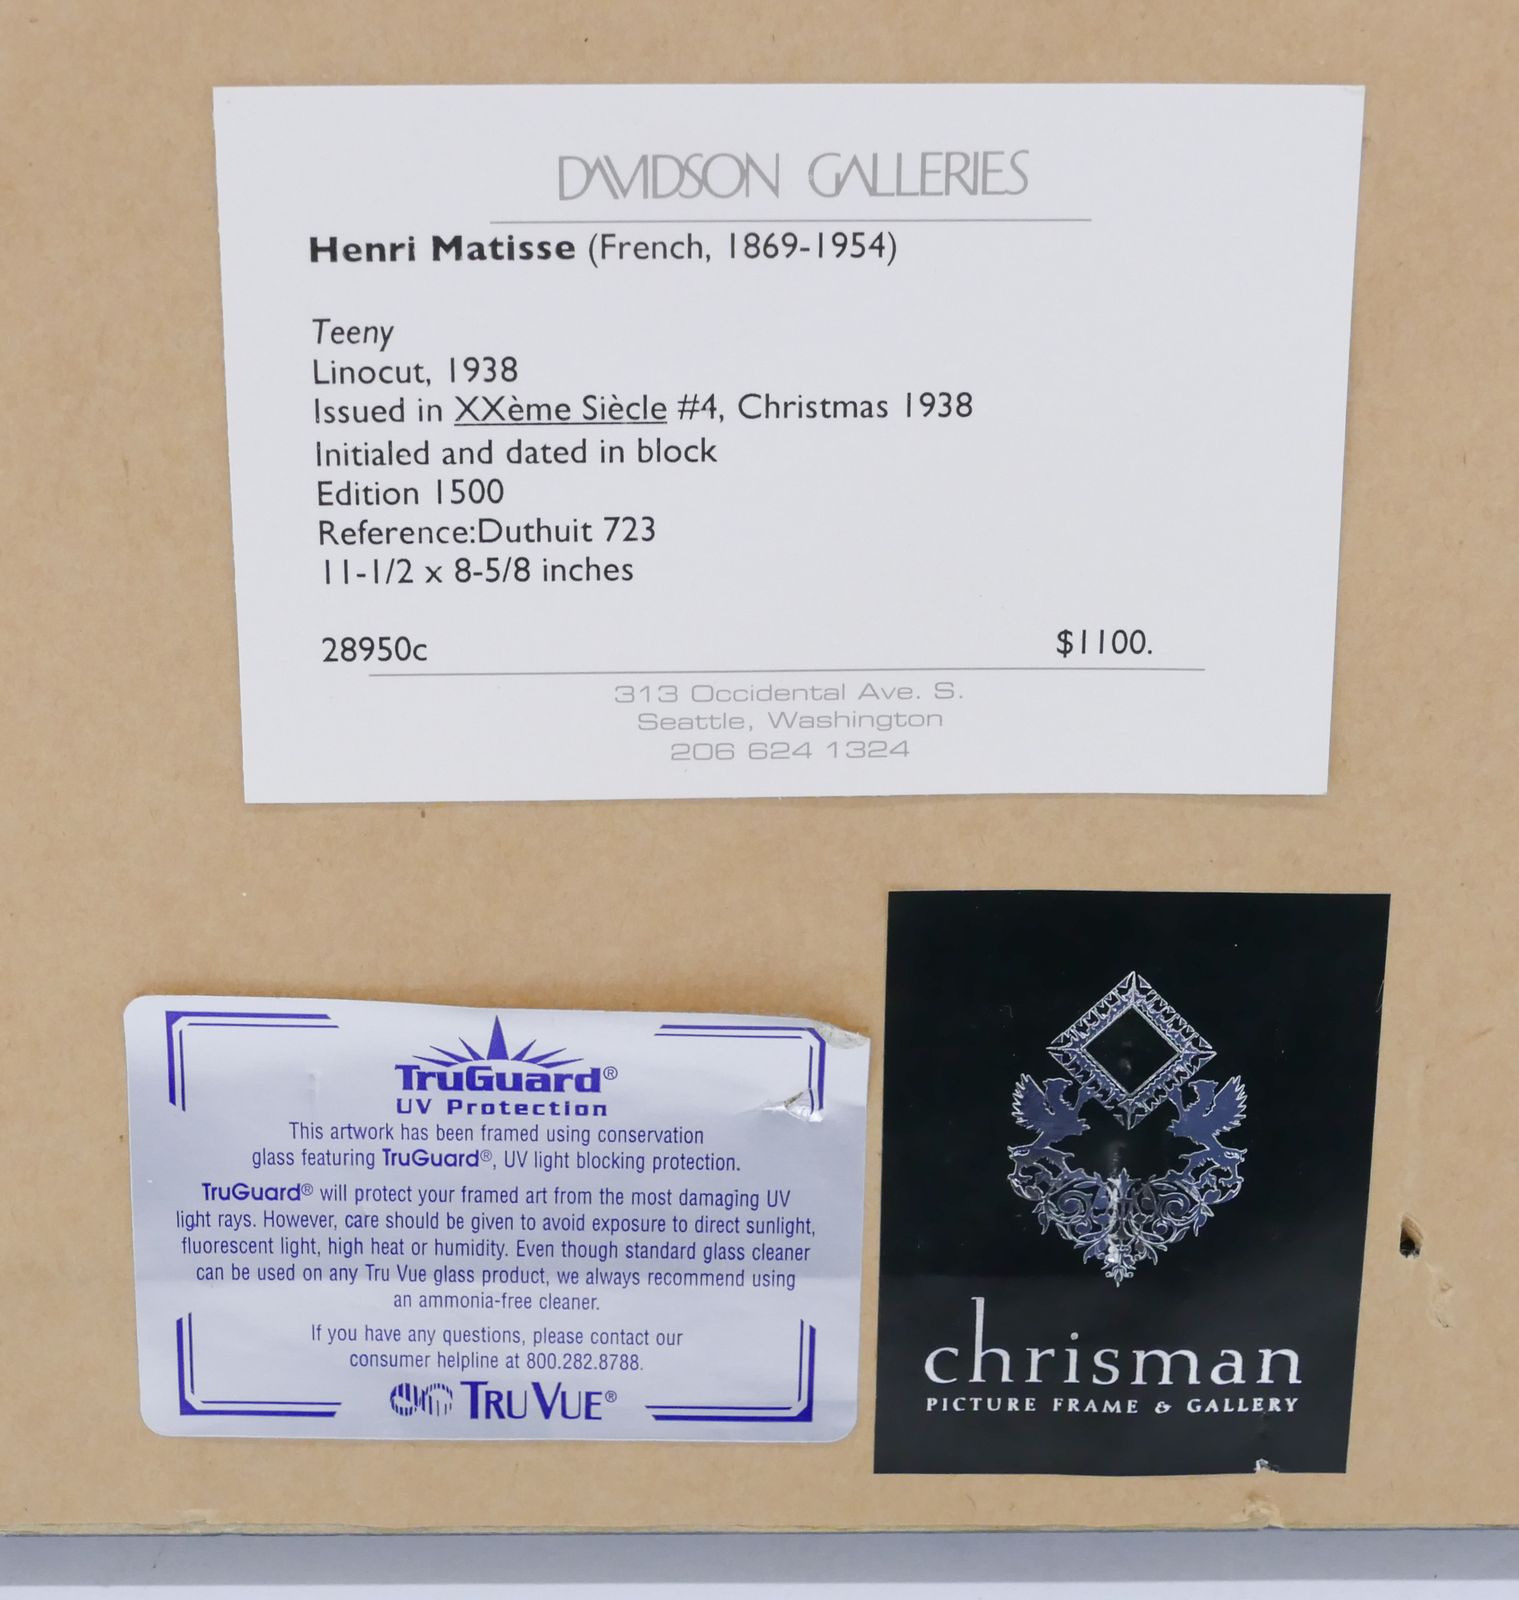 DAVIDSON GALLERIES
Henri Matisse (French, 1869-1954)
Teeny
Linocut, 1938
Issued in XXème Siècle #4, Christmas 1938
Initialed and dated in block
Edition 1500
Reference:Duthuit 723
11-1/2 x 8-5/8 inches
28950c $1100.
313 Occidental Ave. S.
Seattle, Washington
206 624 1324
TruGuard®
UV Protection
This artwork has been framed using conservation
glass featuring TruGuard®, UV light blocking protection.
TruGuard® will protect your framed art from the most damaging UV
light rays. However, care should be given to avoid exposure to direct sunlight,
fluorescent light, high heat or humidity. Even though standard glass cleaner
can be used on any Tru Vue glass product, we always recommend using
an ammonia-free cleaner.
If you have any questions, please contact our
consumer helpline at 800.282.8788.
TRU VUE®
chrisman
PICTURE FRAME & GALLERY